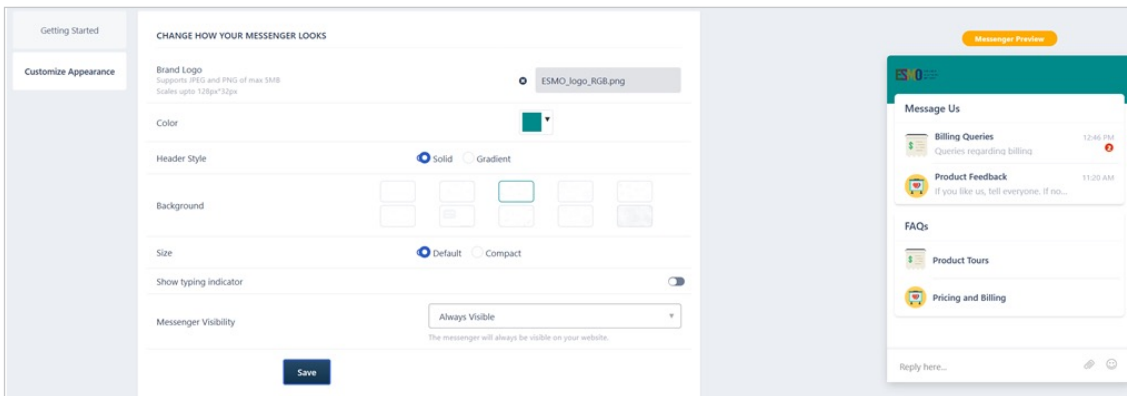 Getting Started
Customize Appearance
CHANGE HOW YOUR MESSENGER LOOKS
Brand Logo
Supports JPEG and PNG of max 5MB
Scales upto 128px*32px
ESMO_logo_RGB.png
Color
Header Style
Solid Gradient
Background
Size
Default Compact
Show typing indicator
Messenger Visibility
Always Visible
The messenger will always be visible on your website.
Save
Messenger Preview
ESMO
Message Us
Billing Queries 12:46 PM
Queries regarding billing 2
Product Feedback 11:20 AM
If you like us, tell everyone. If no...
FAQs
Product Tours
Pricing and Billing
Reply here...